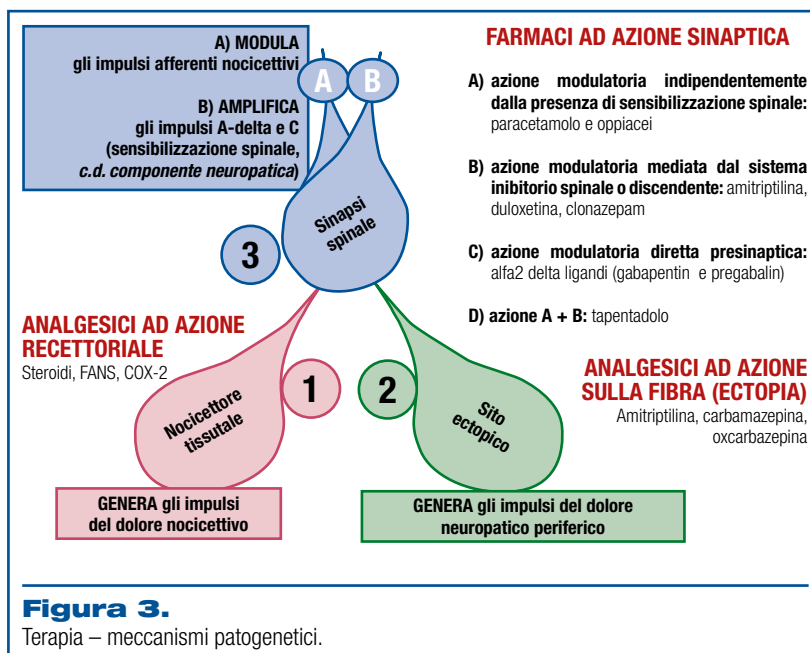 A) MODULA
gli impulsi afferenti nocicettivi
B) AMPLIFICA
gli impulsi A-delta e C
(sensibilizzazione spinale,
c.d. componente neuropatica)
A
B
Sinapsi
spinale
3
FARMACI AD AZIONE SINAPTICA
A) azione modulatoria indipendentemente
dalla presenza di sensibilizzazione spinale:
paracetamolo e oppiacei
B) azione modulatoria mediata dal sistema
inibitorio spinale o discendente: amitriptilina,
duloxetina, clonazepam
C) azione modulatoria diretta presinaptica:
alfa2 delta ligandi (gabapentin e pregabalin)
D) azione A + B: tapentadolo
ANALGESICI AD AZIONE
RECETTORIALE
Steroidi, FANS, COX-2
1
Nocicettore
tissutale
GENERA gli impulsi
del dolore nocicettivo
2
Sito
ectopico
GENERA gli impulsi del dolore
neuropatico periferico
ANALGESICI AD AZIONE
SULLA FIBRA (ECTOPIA)
Amitriptilina, carbamazepina,
oxcarbazepina
Figura 3.
Terapia – meccanismi patogenetici.